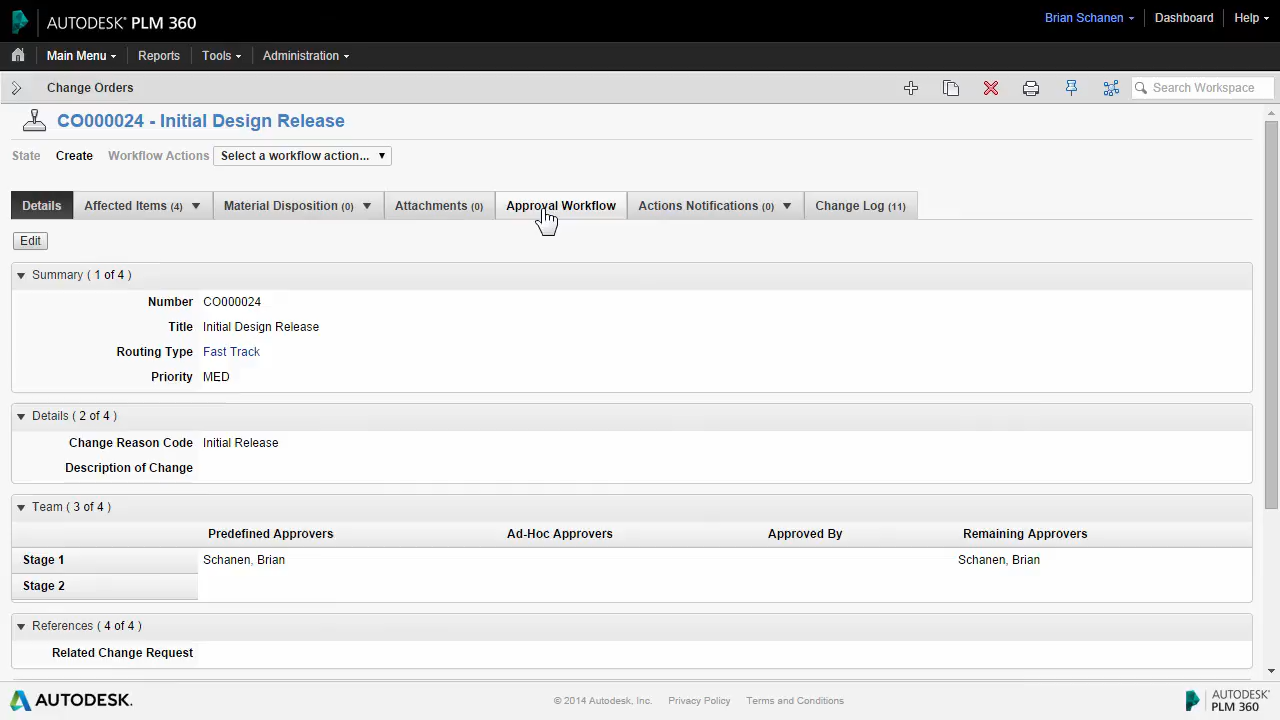 AUTODESK® PLM 360
Brian Schanen Dashboard Help
Main Menu Reports Tools Administration
Change Orders
Search Workspace
CO000024 - Initial Design Release
State Create Workflow Actions Select a workflow action...
Details Affected Items (4) Material Disposition (0) Attachments (0) Approval Workflow Actions Notifications (0) Change Log (11)
Edit
Summary ( 1 of 4 )
Number CO000024
Title Initial Design Release
Routing Type Fast Track
Priority MED
Details ( 2 of 4 )
Change Reason Code Initial Release
Description of Change
Team ( 3 of 4 )
Predefined Approvers Ad-Hoc Approvers Approved By Remaining Approvers
Stage 1 Schanen, Brian Schanen, Brian
Stage 2
References ( 4 of 4 )
Related Change Request
AUTODESK.
© 2014 Autodesk, Inc. Privacy Policy Terms and Conditions
AUTODESK®
PLM 360